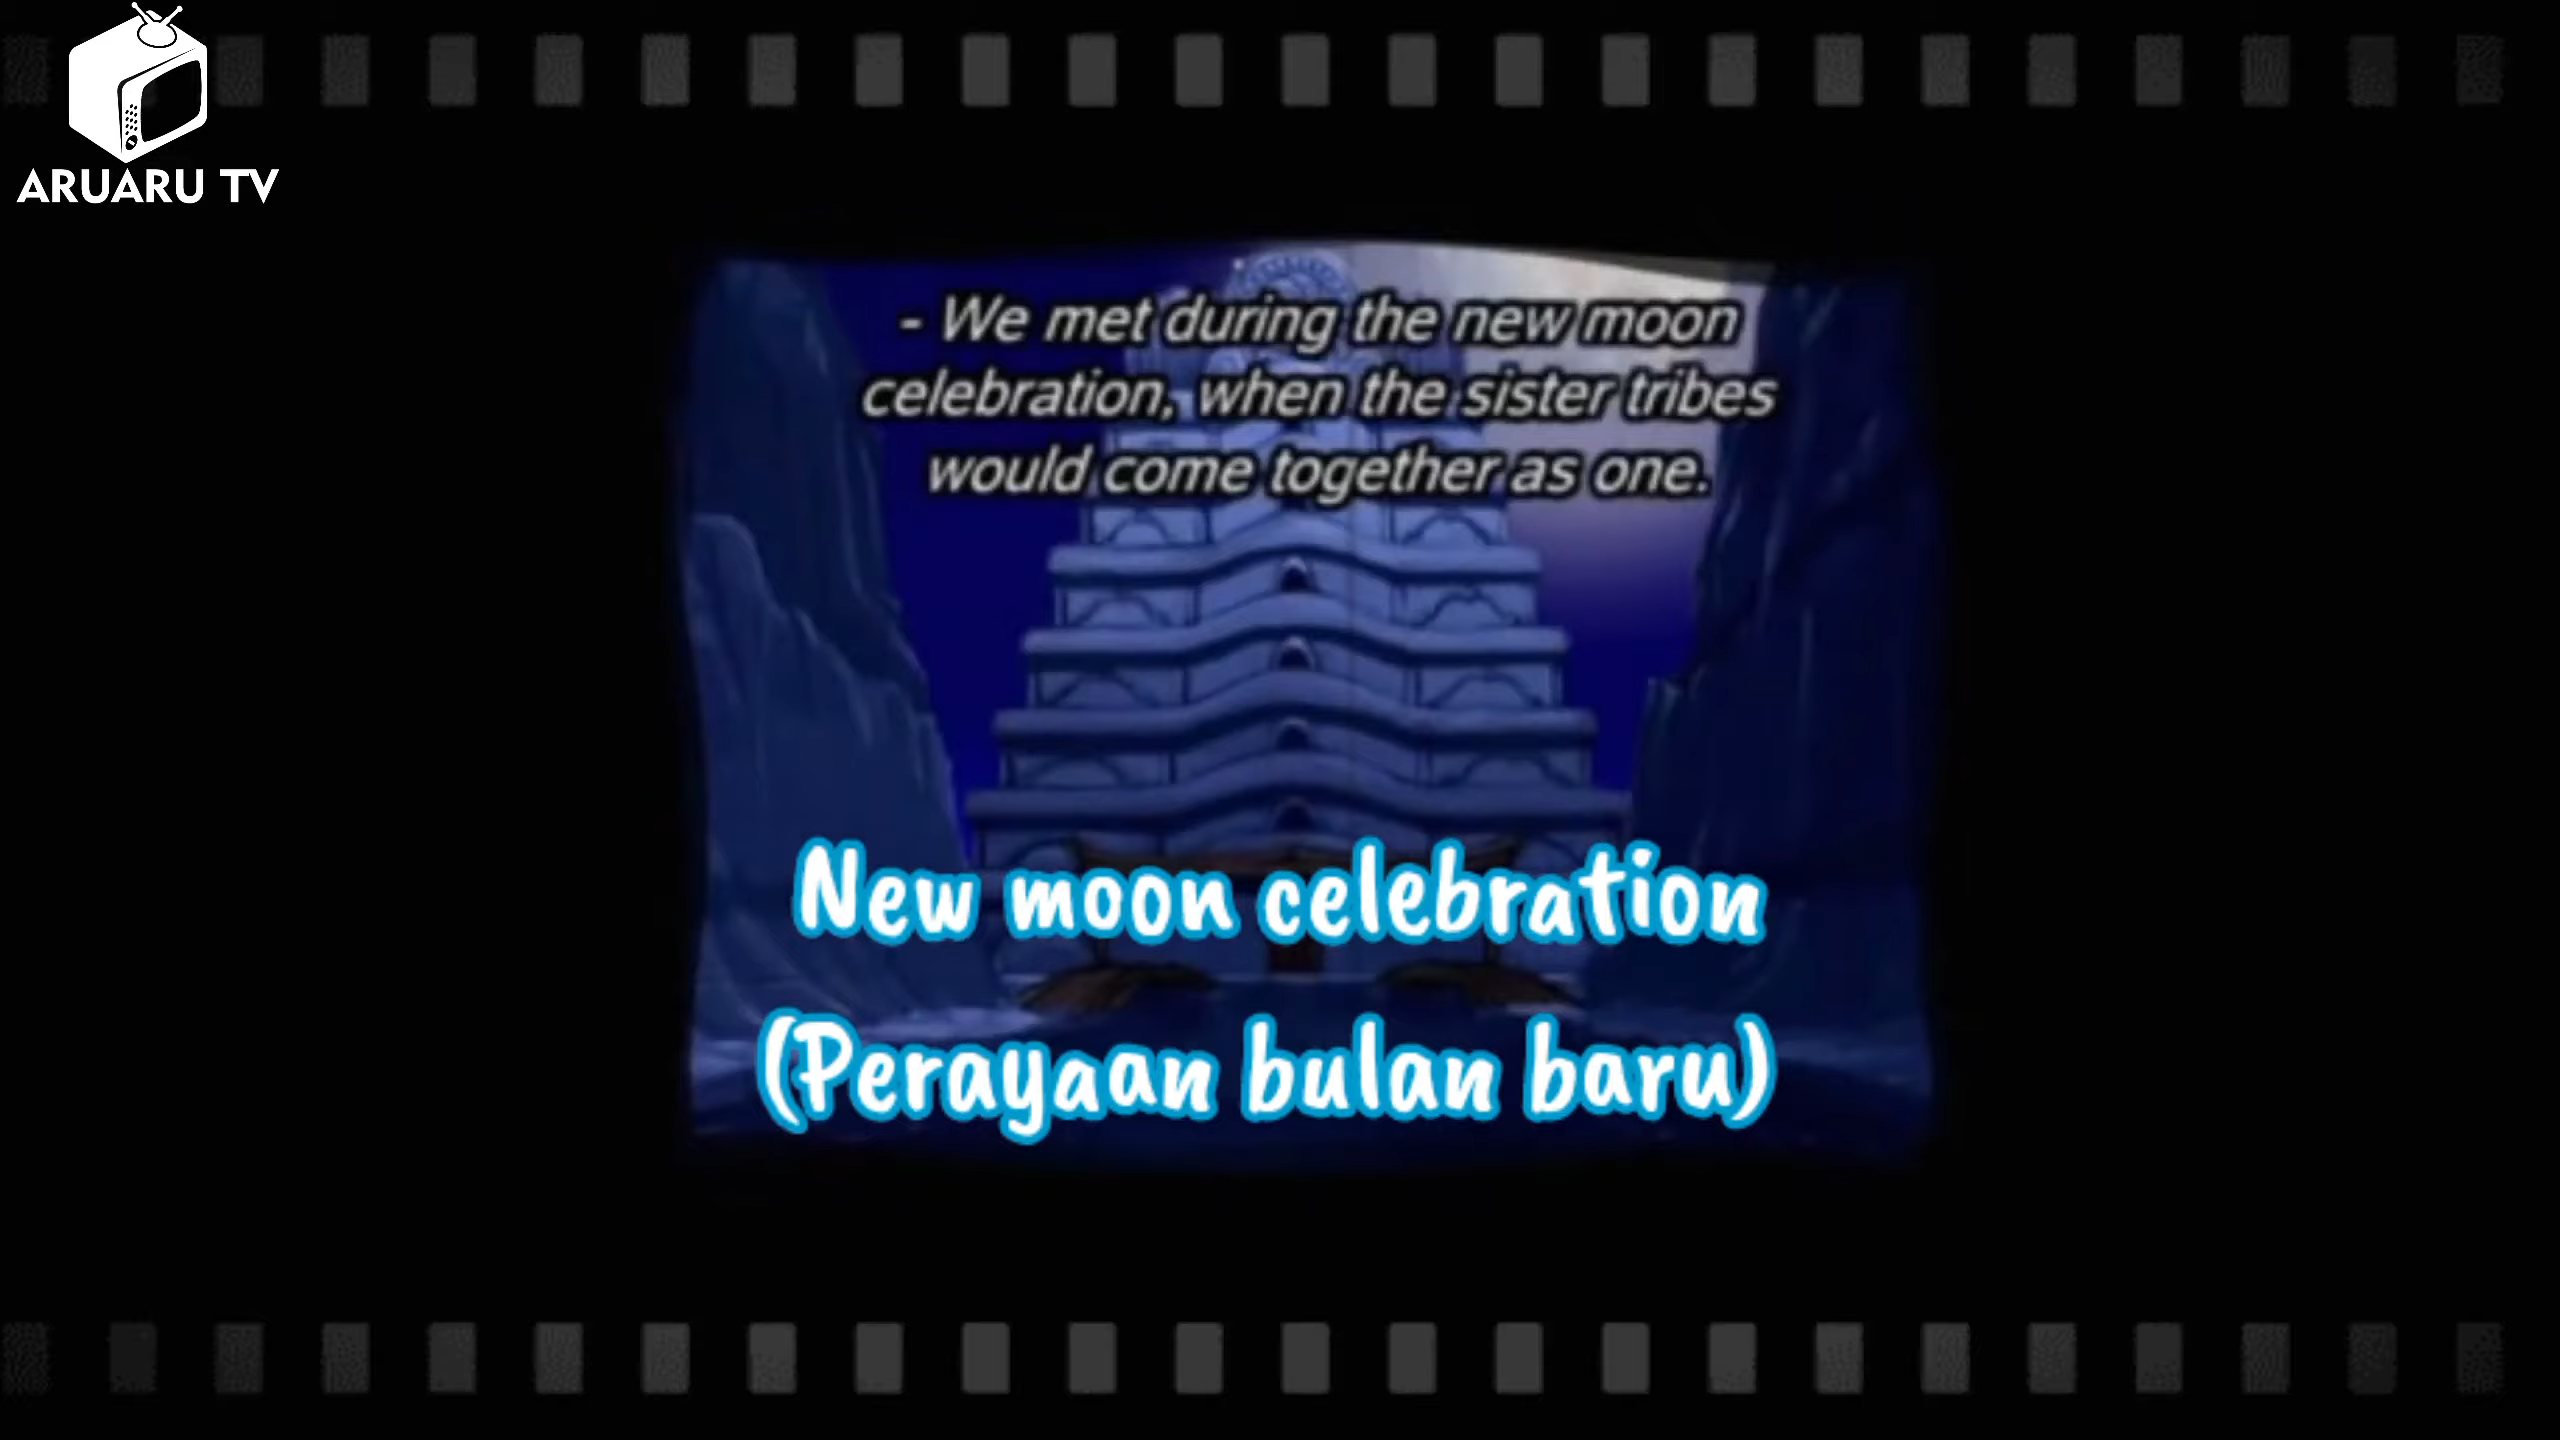 ARUARU TV
- We met during the new moon
celebration, when the sister tribes
would come together as one.
New moon celebration
(Perayaan bulan baru)